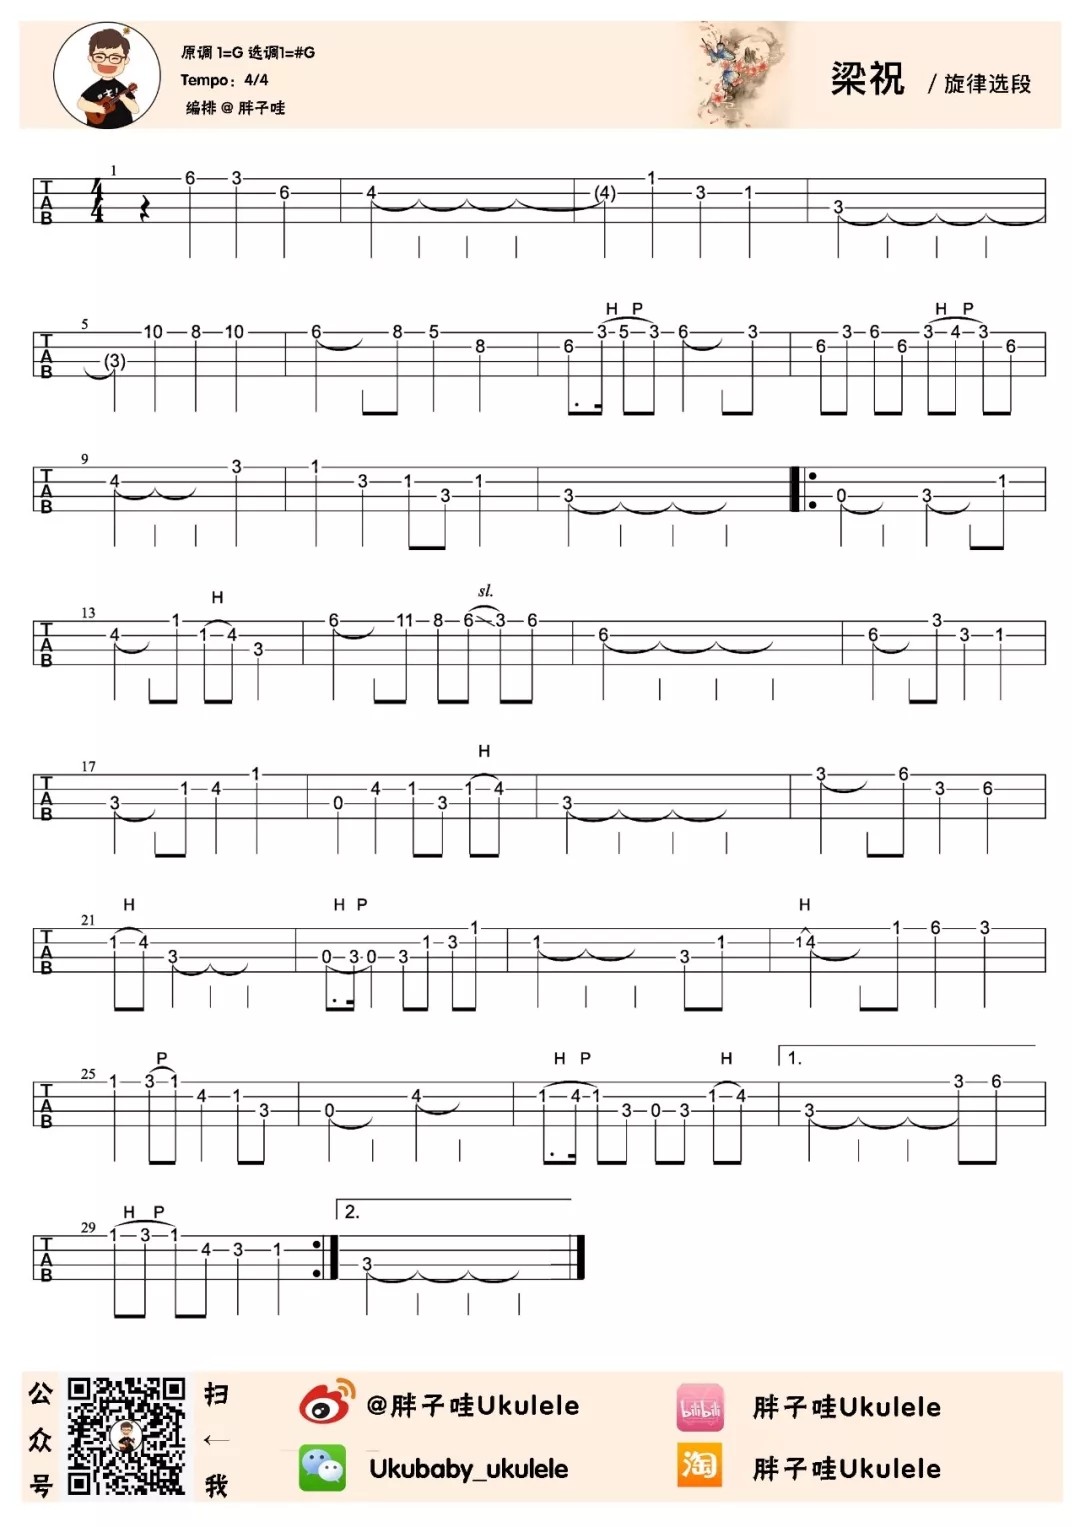 原调 1=G 选调1=#G
Tempo：4/4
编排 @ 胖子哇
梁祝 / 旋律选段
1
T A B 4/4 6 3 6 4 (4) 1 3 1 3
H P H P
5
T A B (3) 10 8 10 6 8 5 8 6 3 5 3 6 3 6 3 6 6 3 4 3 6
9
T A B 4 3 1 3 1 3 1 3 0 3 1
H sl.
13
T A B 4 1 1 4 3 6 11 8 6 3 6 6 6 3 3 1
H
17
T A B 3 1 4 1 0 4 1 3 1 4 3 3 6 3 6
H H P H
21
T A B 1 4 3 0 3 0 3 1 3 1 1 3 1 1 4 1 6 3
P H P H 1.
25
T A B 1 3 1 4 1 3 0 4 1 4 1 3 0 3 1 4 3 3 6
H P 2.
29
T A B 1 3 1 4 3 1 3
公众号
扫←我
@胖子哇Ukulele
bilibili 胖子哇Ukulele
Ukubaby_ukulele
淘 胖子哇Ukulele